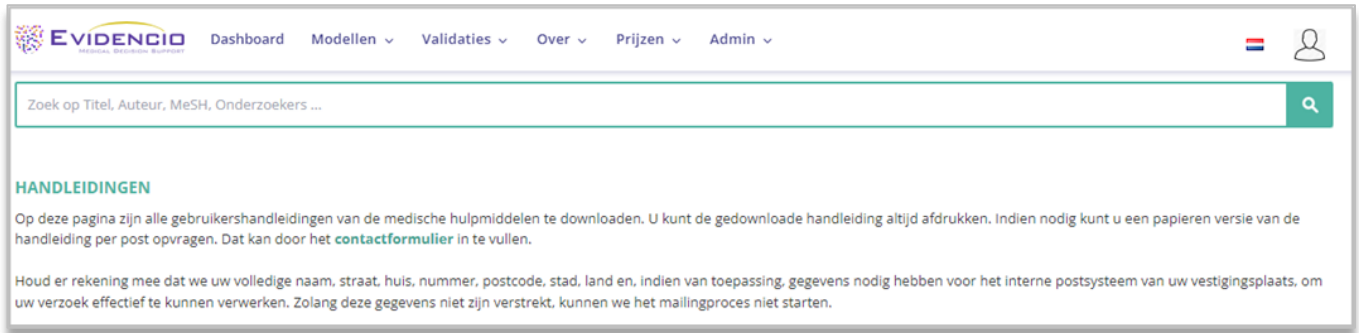 EVIDENCIO
MEDICAL DECISION SUPPORT
Dashboard Modellen Validaties Over Prijzen Admin
Zoek op Titel, Auteur, MeSH, Onderzoekers ...
HANDLEIDINGEN
Op deze pagina zijn alle gebruikershandleidingen van de medische hulpmiddelen te downloaden. U kunt de gedownloade handleiding altijd afdrukken. Indien nodig kunt u een papieren versie van de
handleiding per post opvragen. Dat kan door het contactformulier in te vullen.
Houd er rekening mee dat we uw volledige naam, straat, huis, nummer, postcode, stad, land en, indien van toepassing, gegevens nodig hebben voor het interne postsysteem van uw vestigingsplaats, om
uw verzoek effectief te kunnen verwerken. Zolang deze gegevens niet zijn verstrekt, kunnen we het mailingproces niet starten.